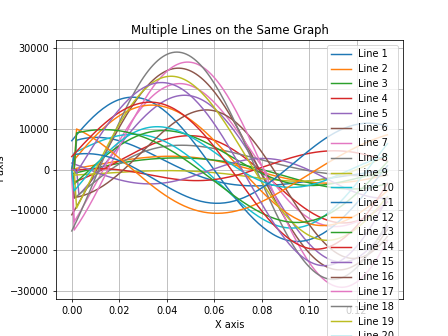 Multiple Lines on the Same Graph
30000
20000
10000
0
−10000
−20000
−30000
0.00
0.02
0.04
0.06
0.08
0.10
X axis
Line 1
Line 2
Line 3
Line 4
Line 5
Line 6
Line 7
Line 8
Line 9
Line 10
Line 11
Line 12
Line 13
Line 14
Line 15
Line 16
Line 17
Line 18
Line 19
Line 20